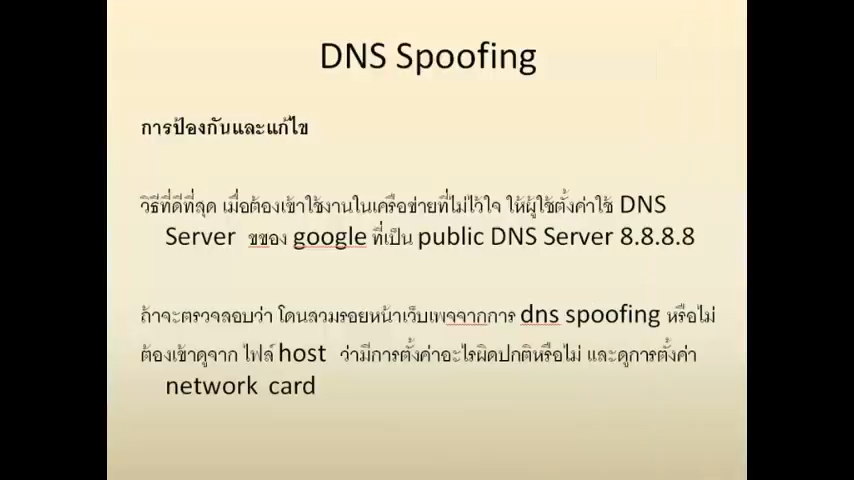 DNS Spoofing
การป้องกันและแก้ไข
วิธีที่ดีที่สุด เมื่อต้องเข้าใช้งานในเครือข่ายที่ไม่ไว้ใจ ให้ผู้ใช้ตั้งค่าใช้ DNS
Server ขของ google ที่เป็น public DNS Server 8.8.8.8
ถ้าจะตรวจสอบว่า โดนสวมรอยหน้าเว็บเพจจากการ dns spoofing หรือไม่
ต้องเข้าดูจาก ไฟล์ host ว่ามีการตั้งค่าอะไรผิดปกติหรือไม่ และดูการตั้งค่า
network card